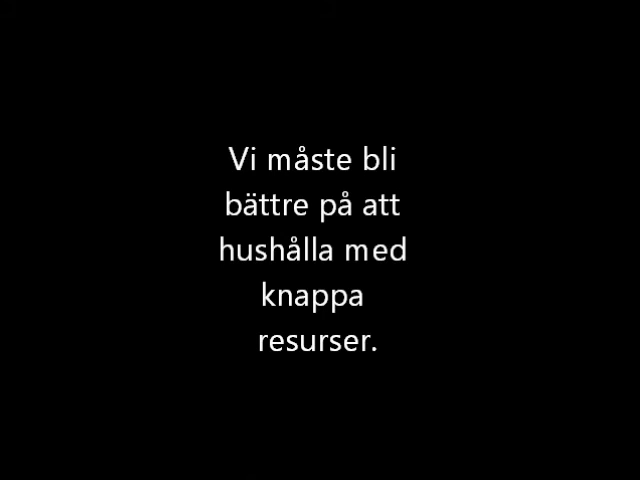 Vi måste bli
bättre på att
hushålla med
knappa
resurser.